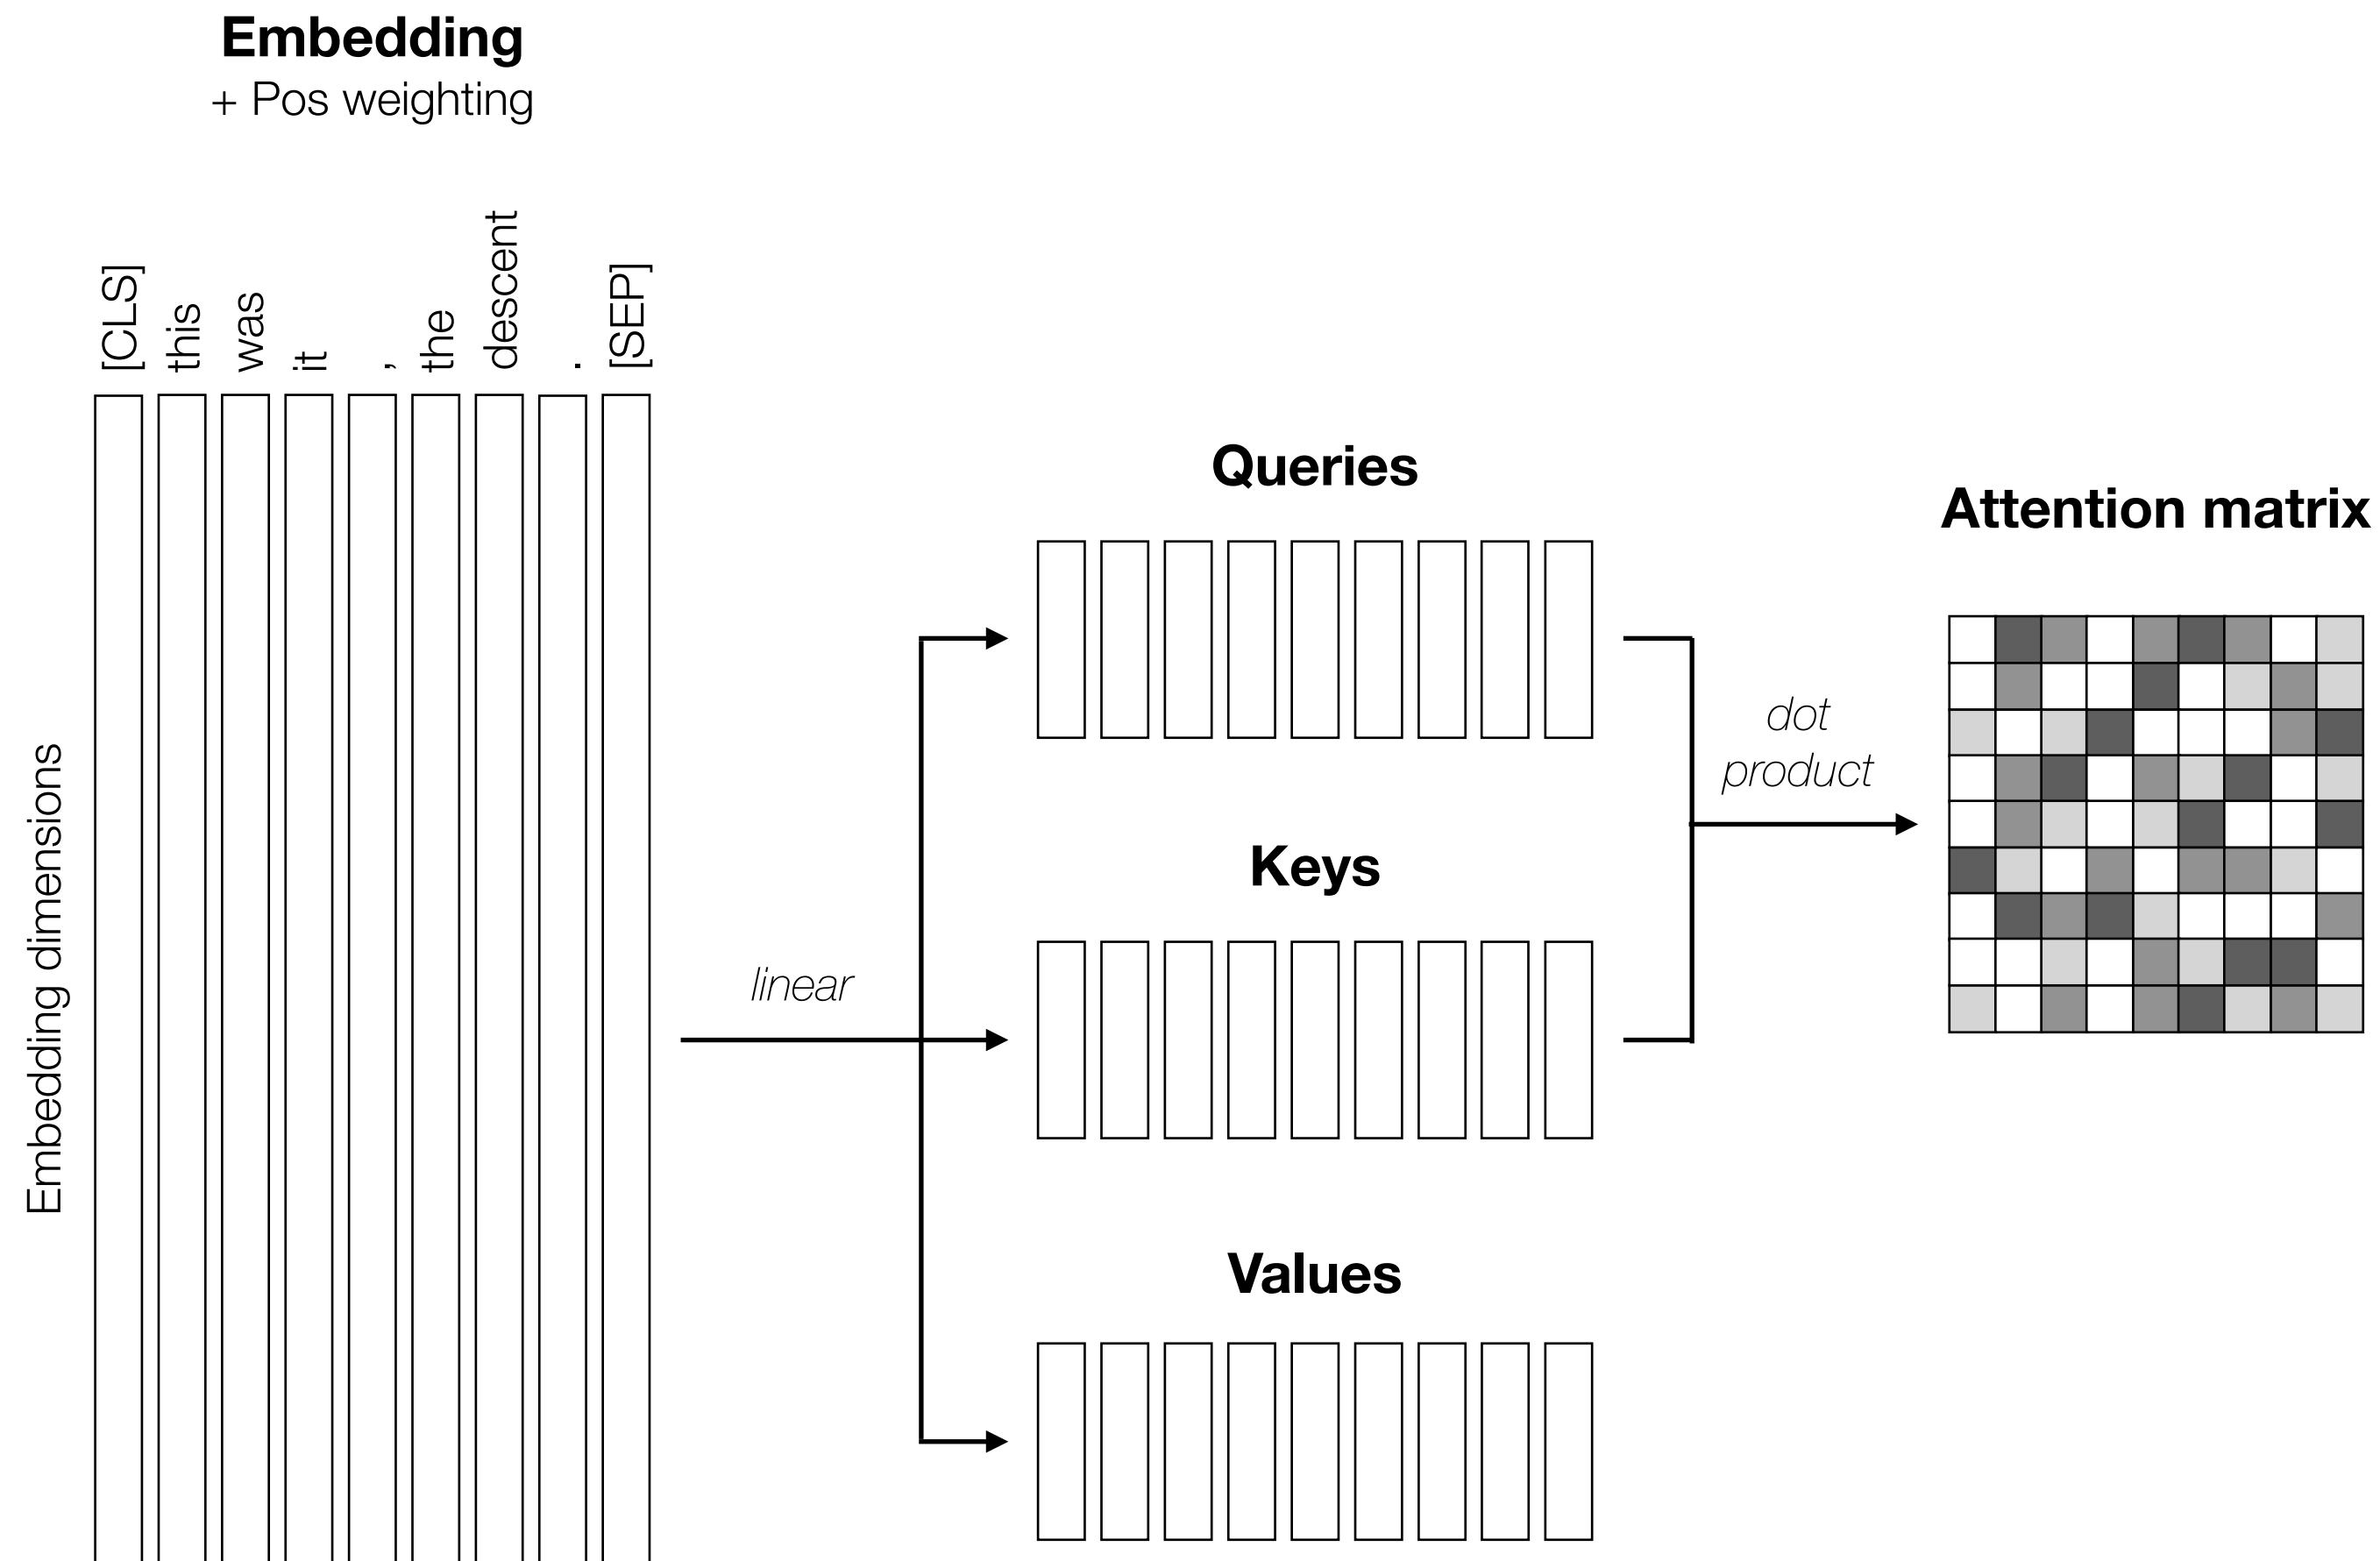 Embedding
+ Pos weighting
[CLS]
this
was
it
,
the
descent
.
[SEP]
Embedding dimensions
linear
Queries
Keys
Values
dot
product
Attention matrix